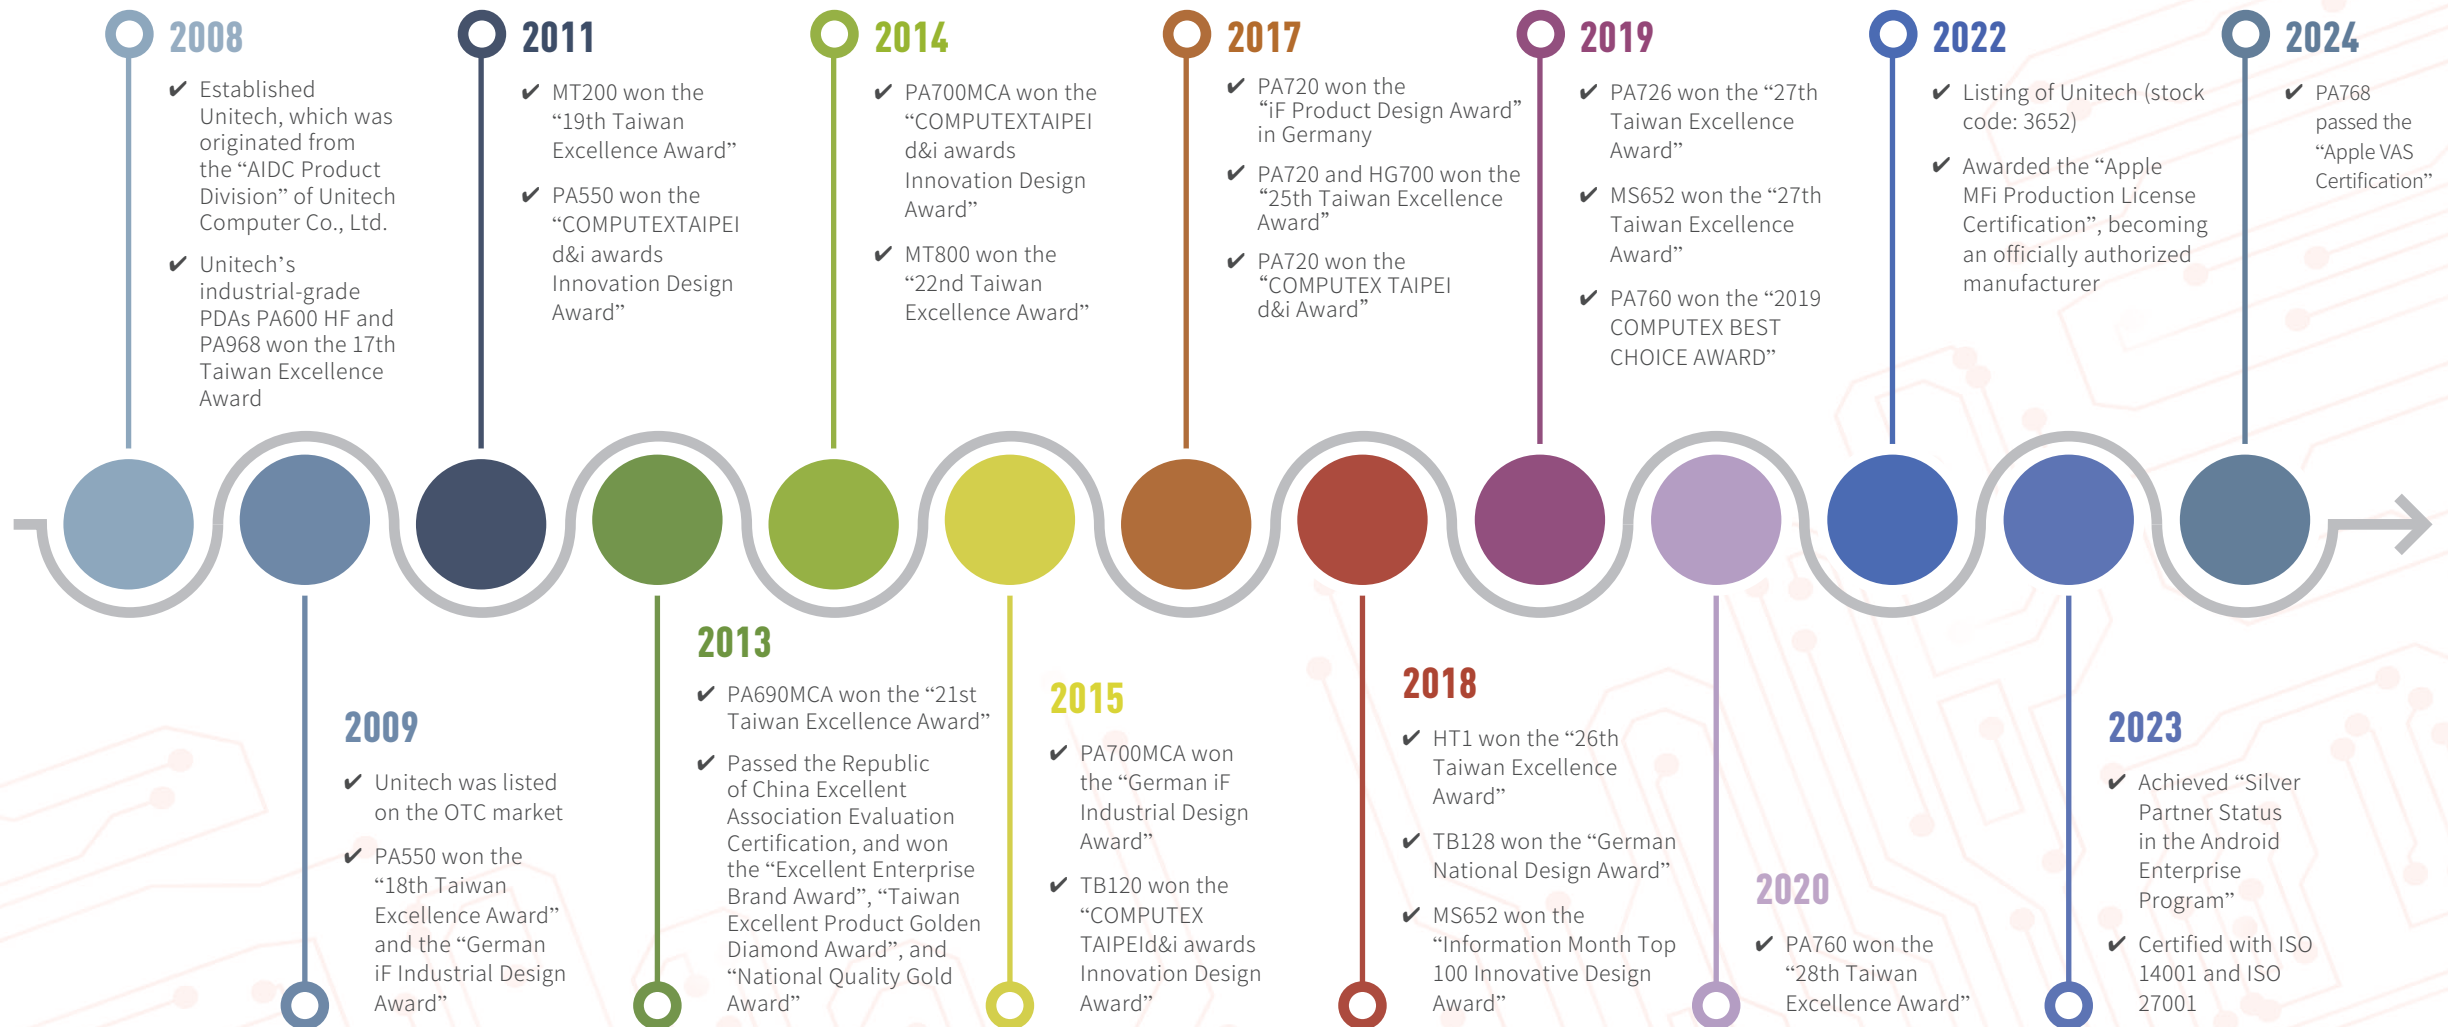 2008
✔ Established
Unitech, which was
originated from
the “AIDC Product
Division” of Unitech
Computer Co., Ltd.
✔ Unitech’s
industrial-grade
PDAs PA600 HF and
PA968 won the 17th
Taiwan Excellence
Award
2009
✔ Unitech was listed
on the OTC market
✔ PA550 won the
“18th Taiwan
Excellence Award”
and the “German
iF Industrial Design
Award”
2011
✔ MT200 won the
“19th Taiwan
Excellence Award”
✔ PA550 won the
“COMPUTEXTAIPEI
d&i awards
Innovation Design
Award”
2013
✔ PA690MCA won the “21st
Taiwan Excellence Award”
✔ Passed the Republic
of China Excellent
Association Evaluation
Certification, and won
the “Excellent Enterprise
Brand Award”, “Taiwan
Excellent Product Golden
Diamond Award”, and
“National Quality Gold
Award”
2014
✔ PA700MCA won the
“COMPUTEXTAIPEI
d&i awards
Innovation Design
Award”
✔ MT800 won the
“22nd Taiwan
Excellence Award”
2015
✔ PA700MCA won
the “German iF
Industrial Design
Award”
✔ TB120 won the
“COMPUTEX
TAIPEId&i awards
Innovation Design
Award”
2017
✔ PA720 won the
“iF Product Design Award”
in Germany
✔ PA720 and HG700 won the
“25th Taiwan Excellence
Award”
✔ PA720 won the
“COMPUTEX TAIPEI
d&i Award”
2018
✔ HT1 won the “26th
Taiwan Excellence
Award”
✔ TB128 won the “German
National Design Award”
✔ MS652 won the
“Information Month Top
100 Innovative Design
Award”
2019
✔ PA726 won the “27th
Taiwan Excellence
Award”
✔ MS652 won the “27th
Taiwan Excellence
Award”
✔ PA760 won the “2019
COMPUTEX BEST
CHOICE AWARD”
2020
✔ PA760 won the
“28th Taiwan
Excellence Award”
2022
✔ Listing of Unitech (stock
code: 3652)
✔ Awarded the “Apple
MFi Production License
Certification”, becoming
an officially authorized
manufacturer
2023
✔ Achieved “Silver
Partner Status
in the Android
Enterprise
Program”
✔ Certified with ISO
14001 and ISO
27001
2024
✔ PA768
passed the
“Apple VAS
Certification”